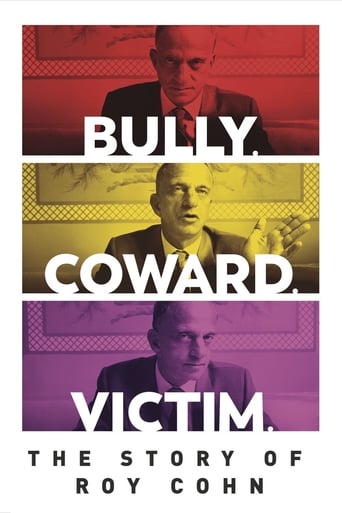 BULLY.
COWARD.
VICTIM.
THE STORY OF
ROY COHN